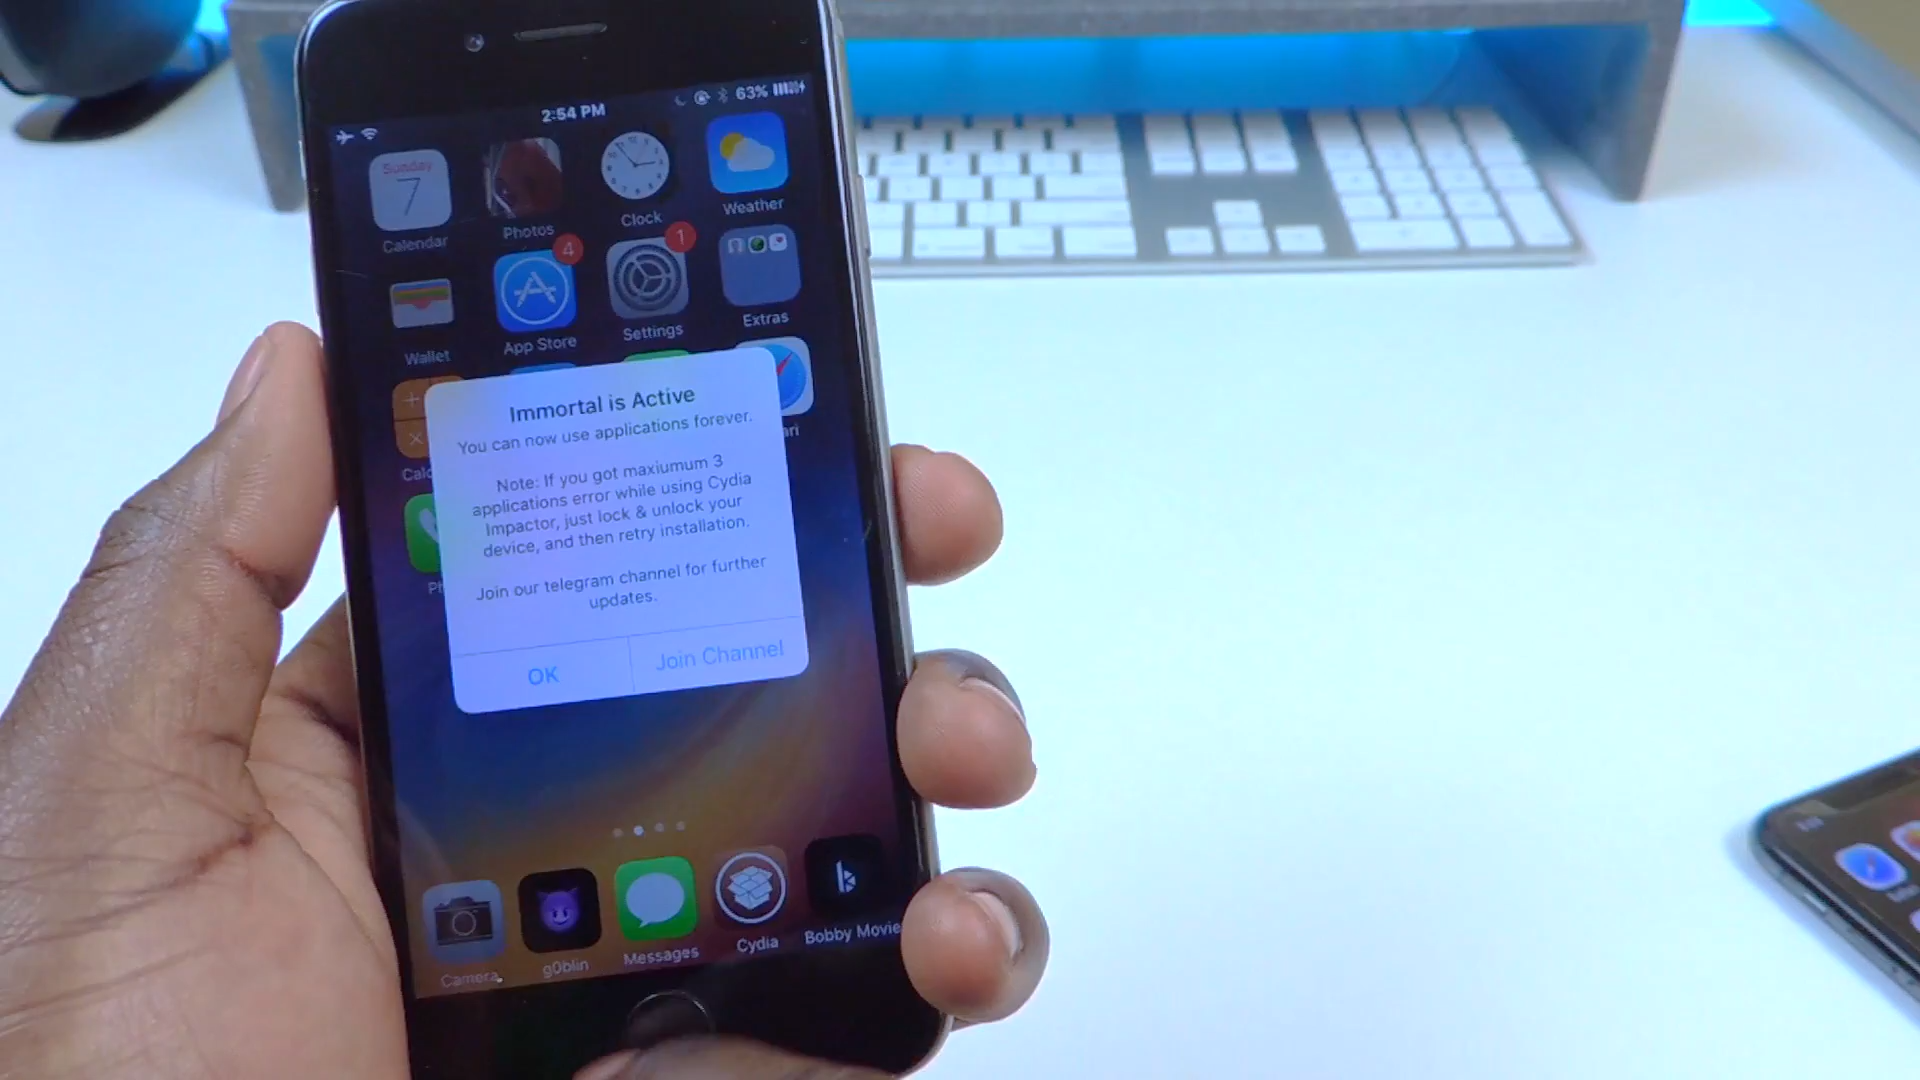 2:54 PM
63%
Sunday
7
Calendar
Photos
Clock
Weather
4
1
Wallet
App Store
Settings
Extras
Immortal is Active
You can now use applications forever.
Note: If you got maxiumum 3
applications error while using Cydia
Impactor, just lock & unlock your
device, and then retry installation.
Join our telegram channel for further
updates.
OK
Join Channel
Camera
g0blin
Messages
Cydia
Bobby Movie